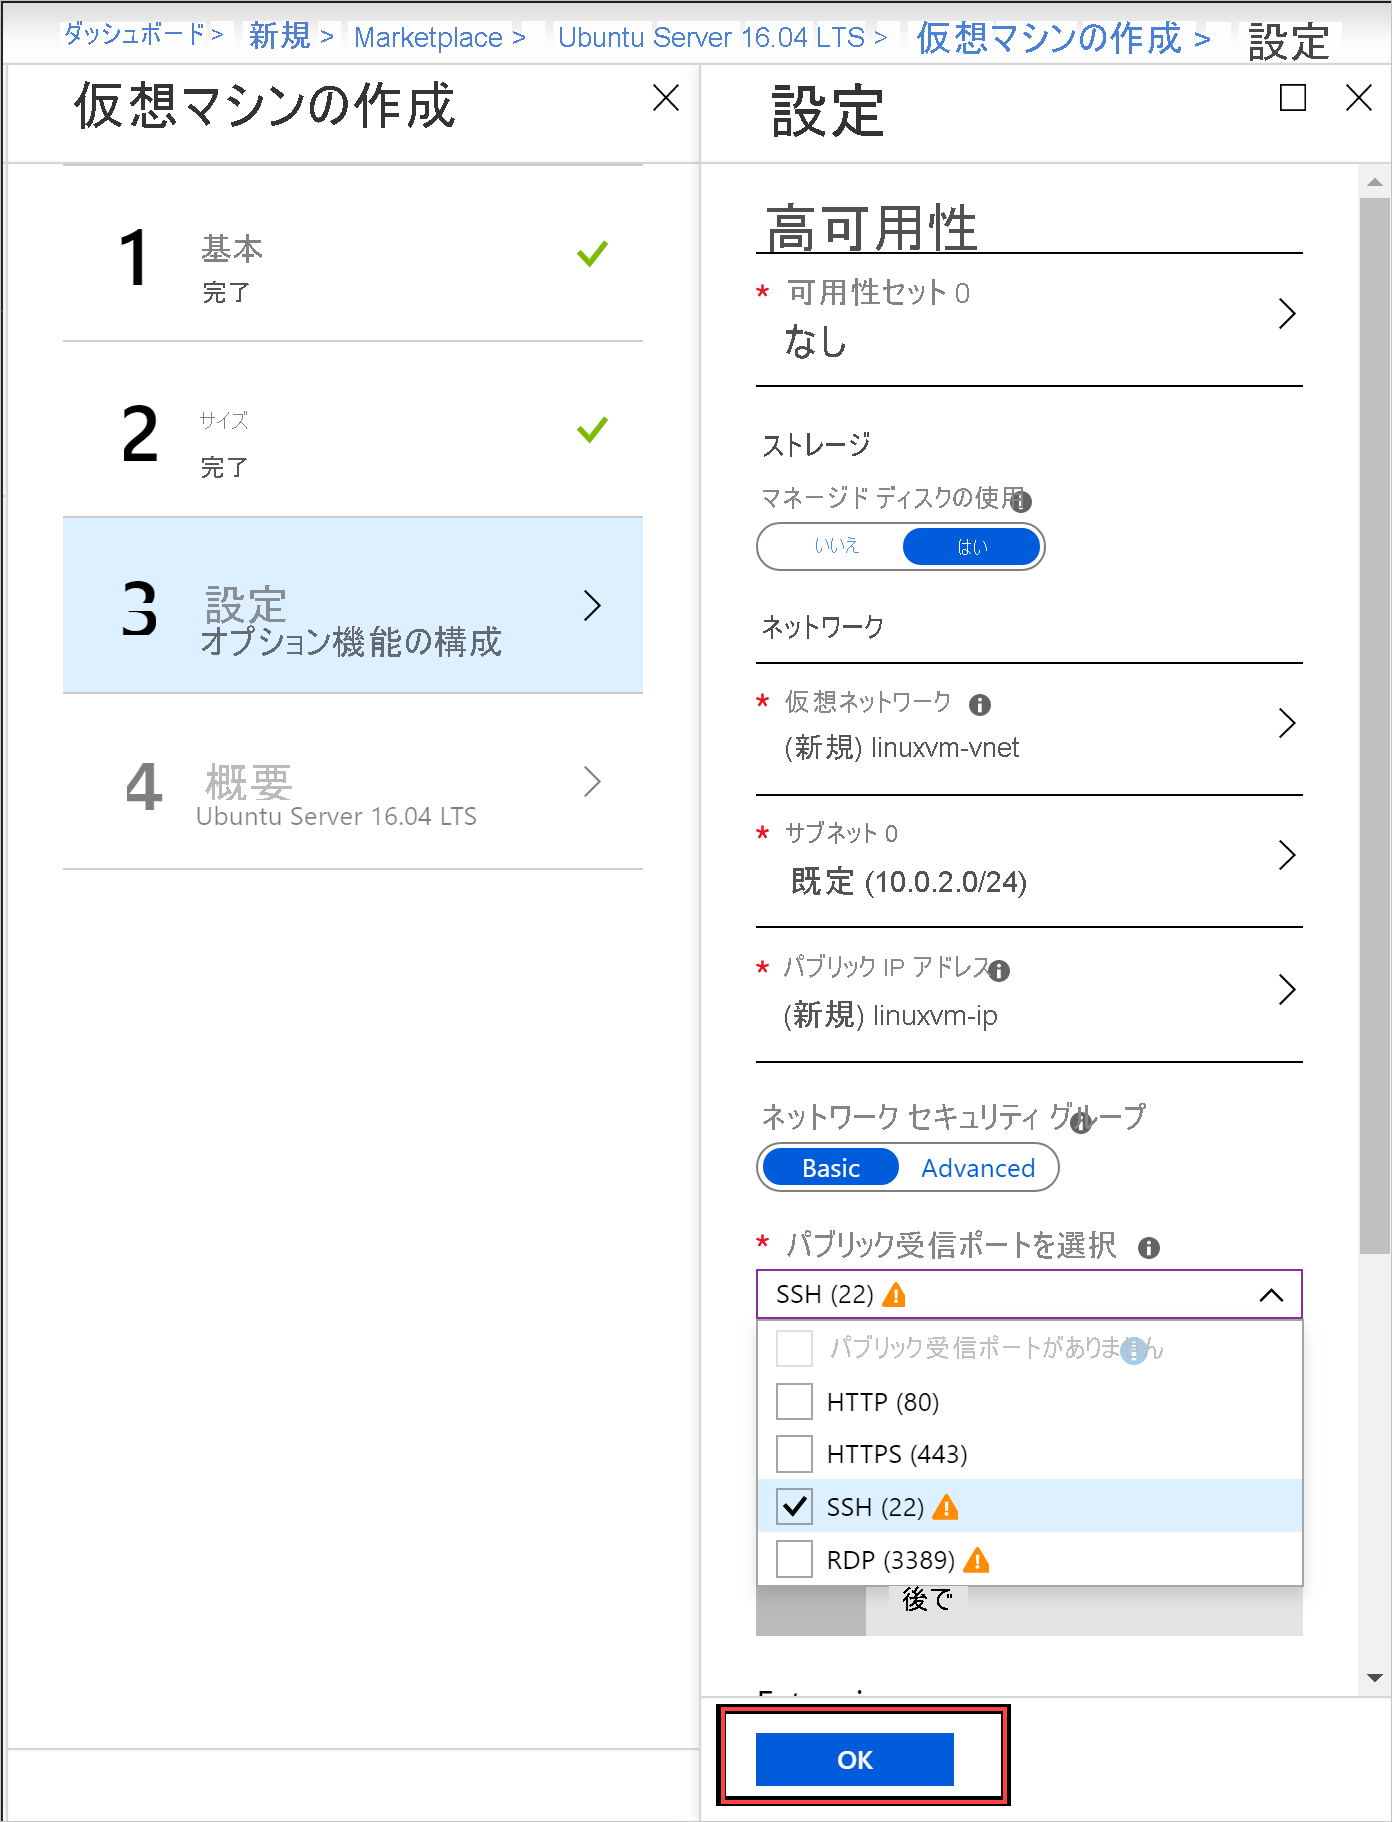 ダッシュボード > 新規 > Marketplace > Ubuntu Server 16.04 LTS > 仮想マシンの作成 > 設定
仮想マシンの作成
設定
1 基本
完了
2 サイズ
完了
3 設定
オプション機能の構成
4 概要
Ubuntu Server 16.04 LTS
高可用性
* 可用性セット 0
なし
ストレージ
マネージド ディスクの使用
いいえ はい
ネットワーク
* 仮想ネットワーク
(新規) linuxvm-vnet
* サブネット 0
既定 (10.0.2.0/24)
* パブリック IP アドレス
(新規) linuxvm-ip
ネットワーク セキュリティ グループ
Basic Advanced
* パブリック受信ポートを選択
SSH (22)
パブリック受信ポートがありません
HTTP (80)
HTTPS (443)
SSH (22)
RDP (3389)
後で
OK